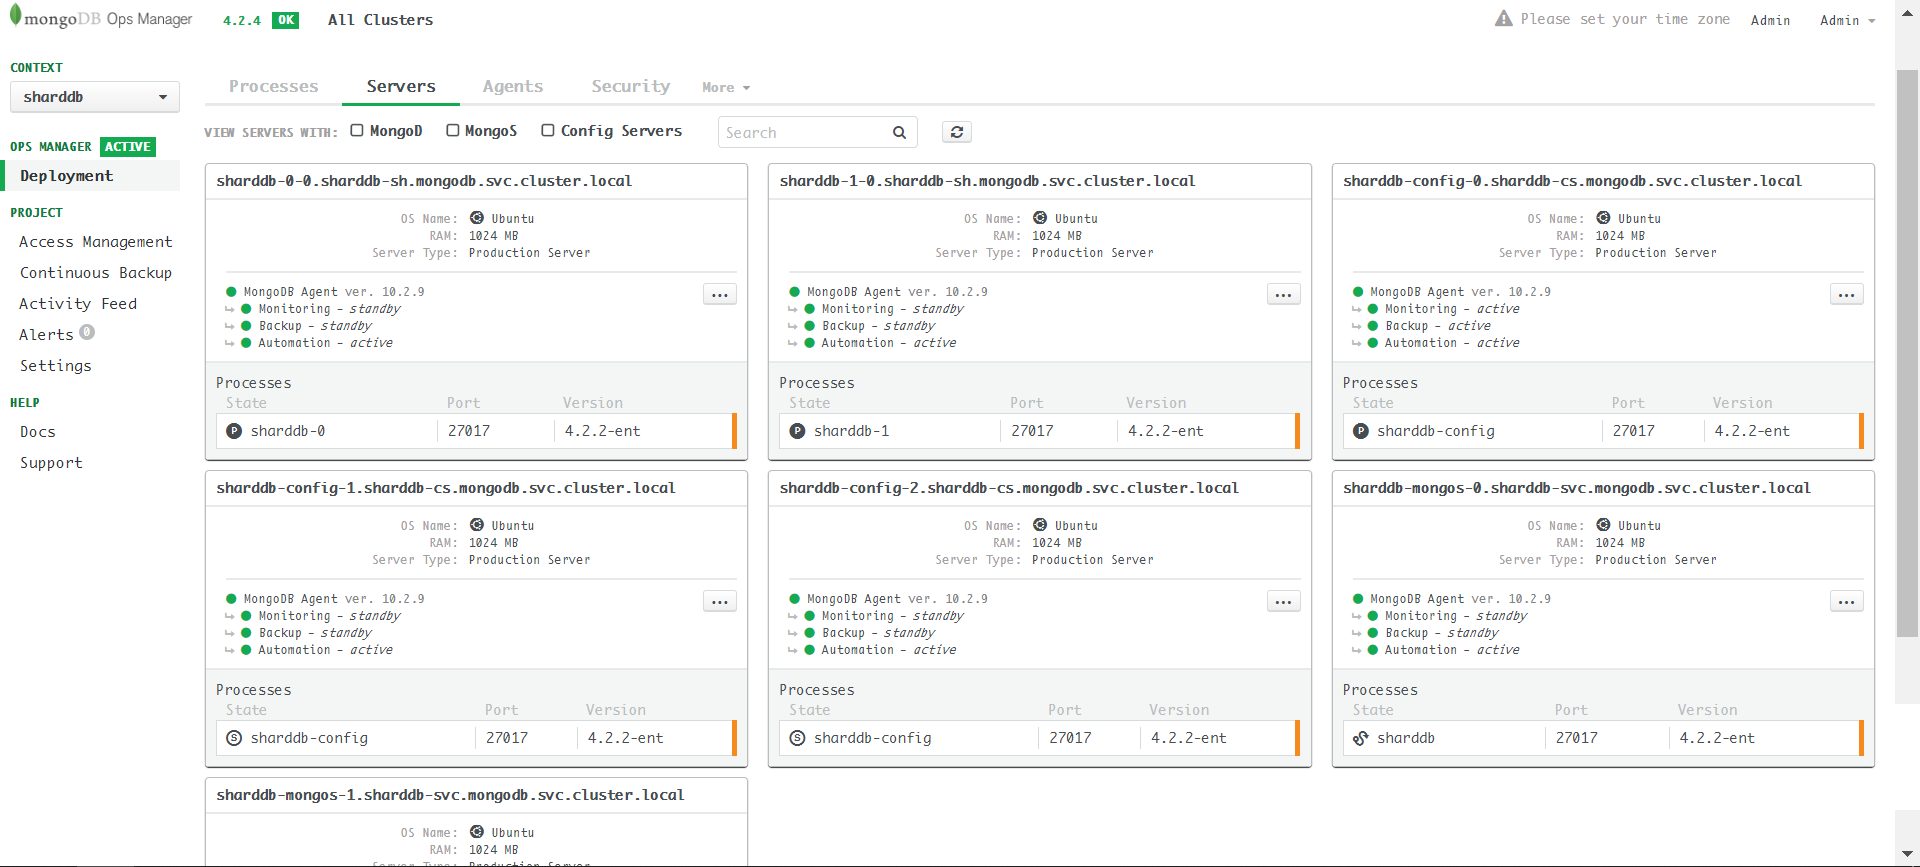 mongoDB Ops Manager 4.2.4 OK All Clusters Please set your time zone Admin Admin
CONTEXT
sharddb
OPS MANAGER ACTIVE
Deployment
PROJECT
Access Management
Continuous Backup
Activity Feed
Alerts 0
Settings
HELP
Docs
Support
Processes Servers Agents Security More
VIEW SERVERS WITH: MongoD MongoS Config Servers Search
sharddb-0-0.sharddb-sh.mongodb.svc.cluster.local
OS Name: Ubuntu
RAM: 1024 MB
Server Type: Production Server
MongoDB Agent ver. 10.2.9 ...
Monitoring - standby
Backup - standby
Automation - active
Processes
State Port Version
P sharddb-0 27017 4.2.2-ent
sharddb-1-0.sharddb-sh.mongodb.svc.cluster.local
OS Name: Ubuntu
RAM: 1024 MB
Server Type: Production Server
MongoDB Agent ver. 10.2.9 ...
Monitoring - standby
Backup - standby
Automation - active
Processes
State Port Version
P sharddb-1 27017 4.2.2-ent
sharddb-config-0.sharddb-cs.mongodb.svc.cluster.local
OS Name: Ubuntu
RAM: 1024 MB
Server Type: Production Server
MongoDB Agent ver. 10.2.9 ...
Monitoring - active
Backup - active
Automation - active
Processes
State Port Version
P sharddb-config 27017 4.2.2-ent
sharddb-config-1.sharddb-cs.mongodb.svc.cluster.local
OS Name: Ubuntu
RAM: 1024 MB
Server Type: Production Server
MongoDB Agent ver. 10.2.9 ...
Monitoring - standby
Backup - standby
Automation - active
Processes
State Port Version
S sharddb-config 27017 4.2.2-ent
sharddb-config-2.sharddb-cs.mongodb.svc.cluster.local
OS Name: Ubuntu
RAM: 1024 MB
Server Type: Production Server
MongoDB Agent ver. 10.2.9 ...
Monitoring - standby
Backup - standby
Automation - active
Processes
State Port Version
S sharddb-config 27017 4.2.2-ent
sharddb-mongos-0.sharddb-svc.mongodb.svc.cluster.local
OS Name: Ubuntu
RAM: 1024 MB
Server Type: Production Server
MongoDB Agent ver. 10.2.9 ...
Monitoring - standby
Backup - standby
Automation - active
Processes
State Port Version
sharddb 27017 4.2.2-ent
sharddb-mongos-1.sharddb-svc.mongodb.svc.cluster.local
OS Name: Ubuntu
RAM: 1024 MB
Server Type: Production Server